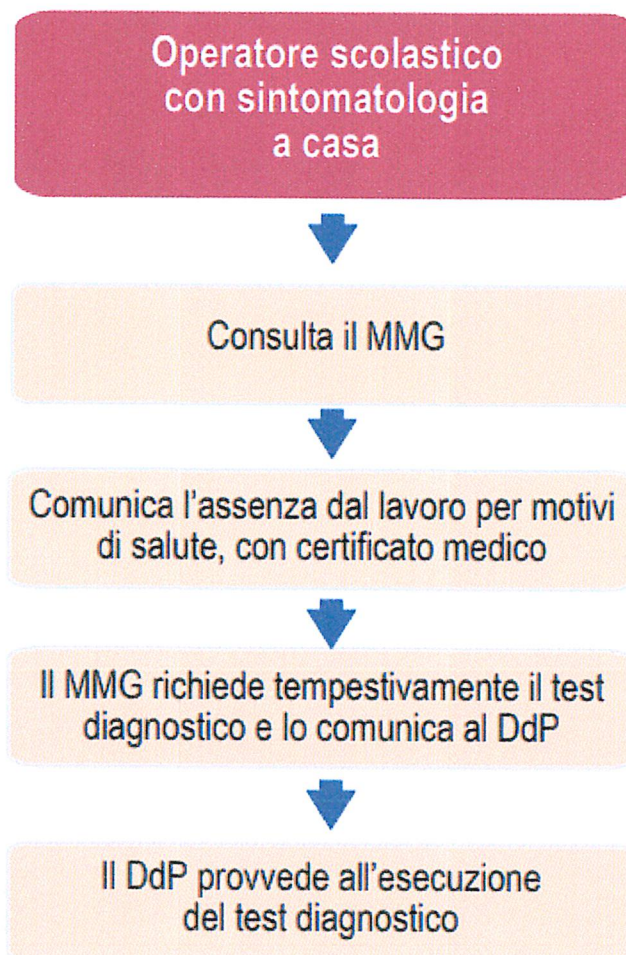 Operatore scolastico
con sintomatologia
a casa
Consulta il MMG
Comunica l'assenza dal lavoro per motivi
di salute, con certificato medico
Il MMG richiede tempestivamente il test
diagnostico e lo comunica al DdP
Il DdP provvede all'esecuzione
del test diagnostico